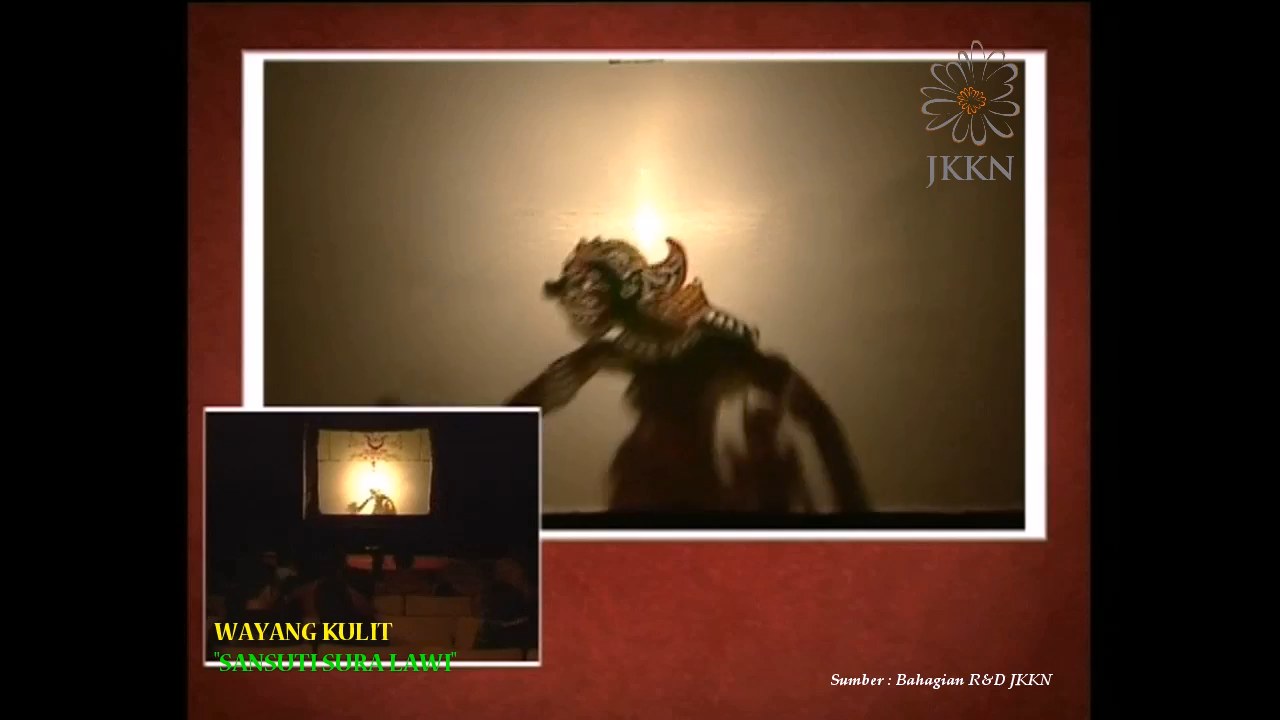 JKKN
WAYANG KULIT
"SANSUTI SURA LAWI"
Sumber : Bahagian R&D JKKN